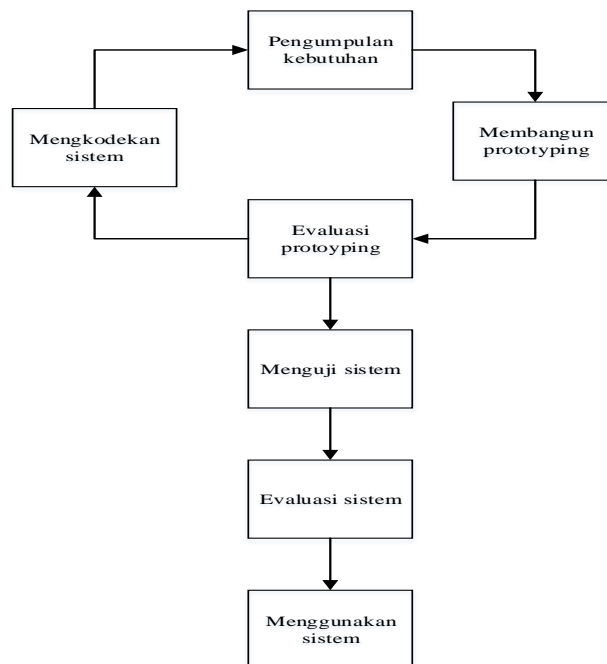 Pengumpulan
kebutuhan
Mengkodekan
sistem
Membangun
prototyping
Evaluasi
protoyping
Menguji sistem
Evaluasi sistem
Menggunakan
sistem